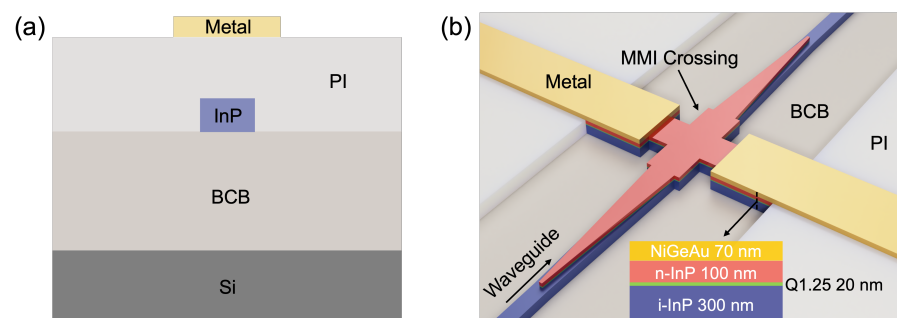 (a)
Metal
PI
InP
BCB
Si
(b)
MMI Crossing
Metal
BCB
PI
Waveguide
NiGeAu 70 nm
n-InP 100 nm
Q1.25 20 nm
i-InP 300 nm